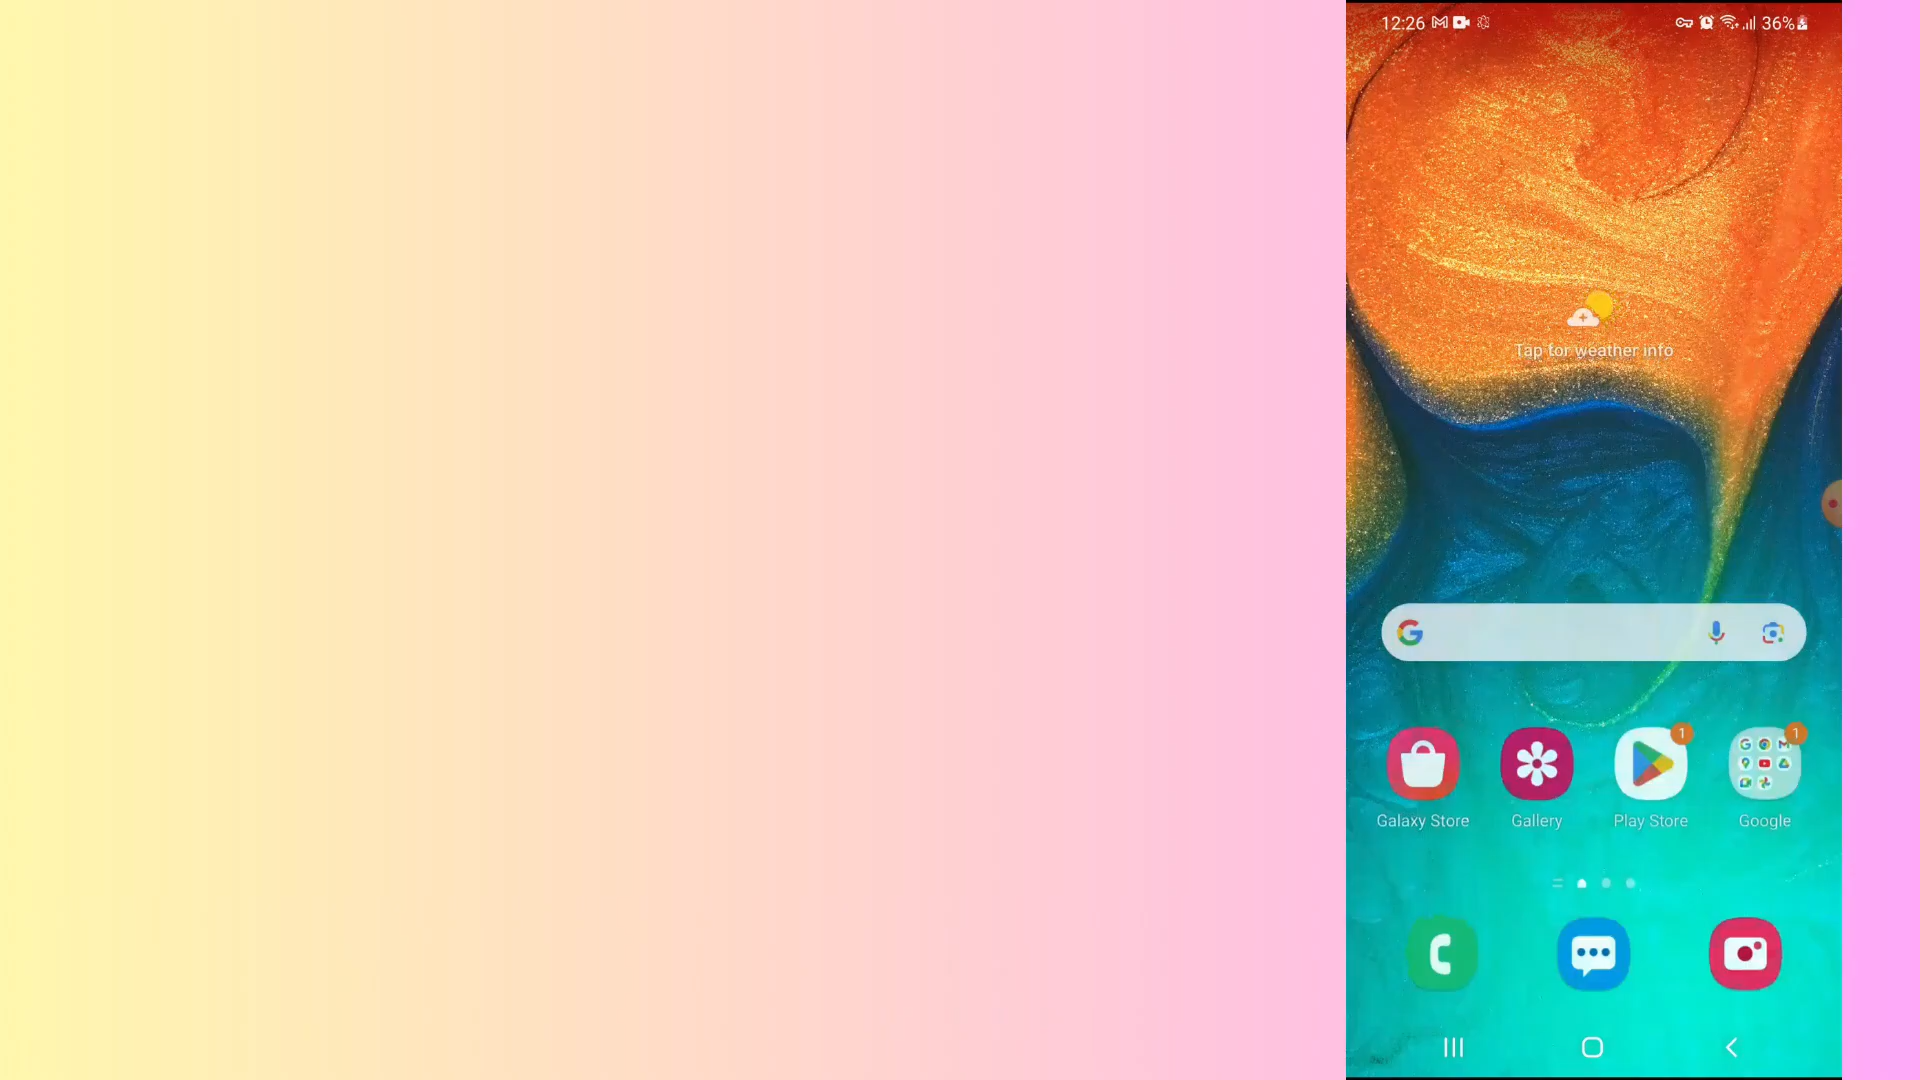 12:26
36%
Tap for weather info
1
1
Galaxy Store
Gallery
Play Store
Google